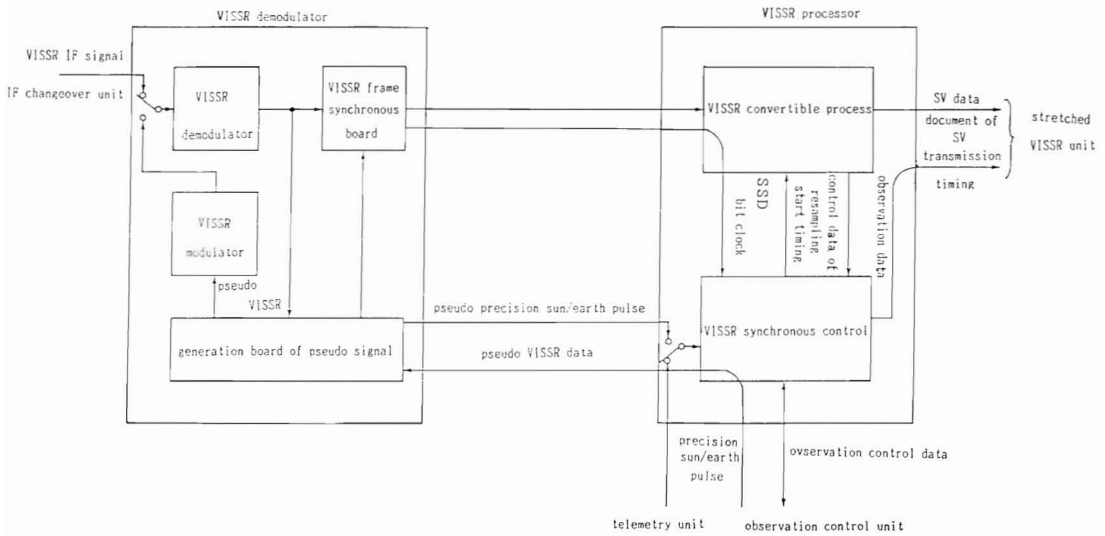 VISSR demodulator
VISSR processor
VISSR IF signal
IF changeover unit
VISSR
demodulator
VISSR frame
synchronous
board
VISSR convertible process
SV data
document of
SV
transmission
timing
stretched
VISSR unit
VISSR
modulator
pseudo
VISSR
bit clock
SSD
start timing
resampling
control data of
observation data
generation board of pseudo signal
pseudo precision sun/earth pulse
pseudo VISSR data
VISSR synchronous control
precision
sun/earth
pulse
ovservation control data
telemetry unit
observation control unit